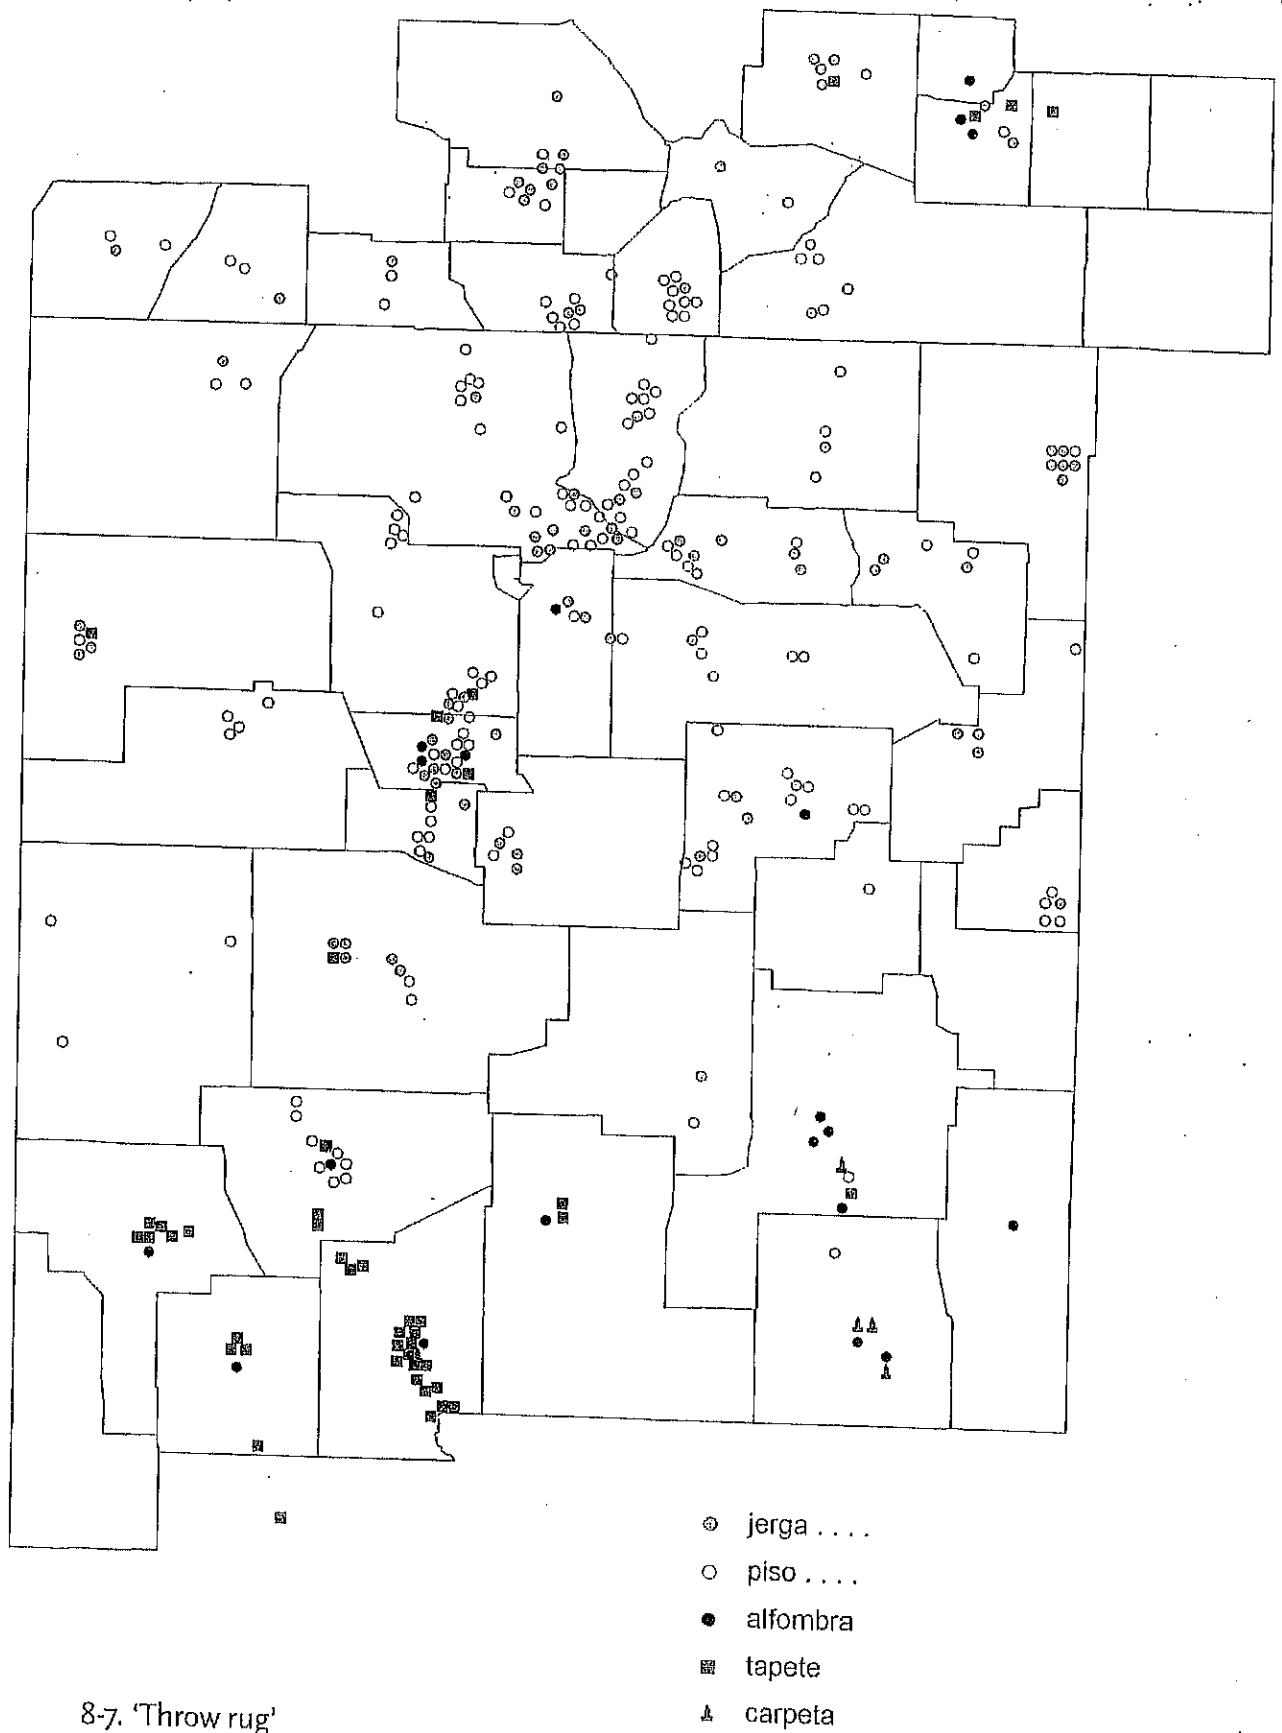 jerga . . . .
piso . . . .
alfombra
tapete
carpeta
8-7. ‘Throw rug’